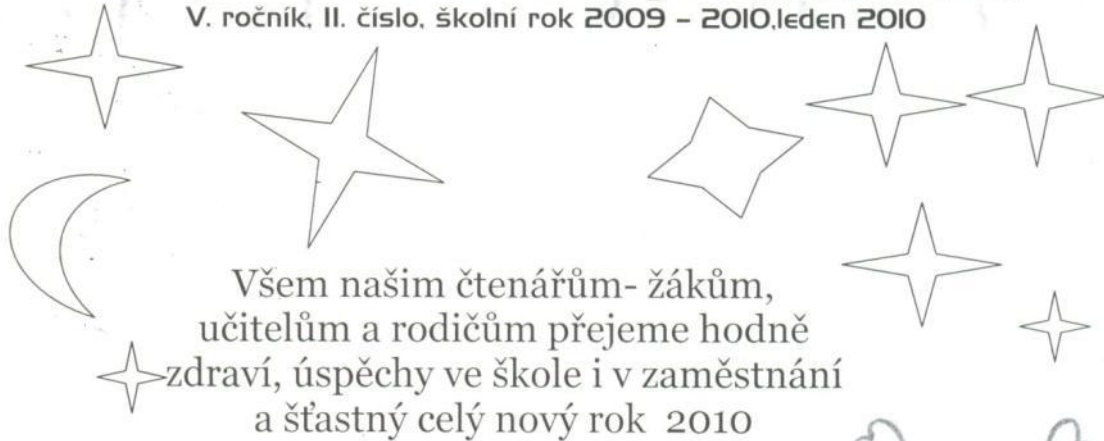 V. ročník, II. číslo, školní rok 2009 – 2010,leden 2010
Všem našim čtenářům- žákům,
učitelům a rodičům přejeme hodně
zdraví, úspěchy ve škole i v zaměstnání
a šťastný celý nový rok 2010